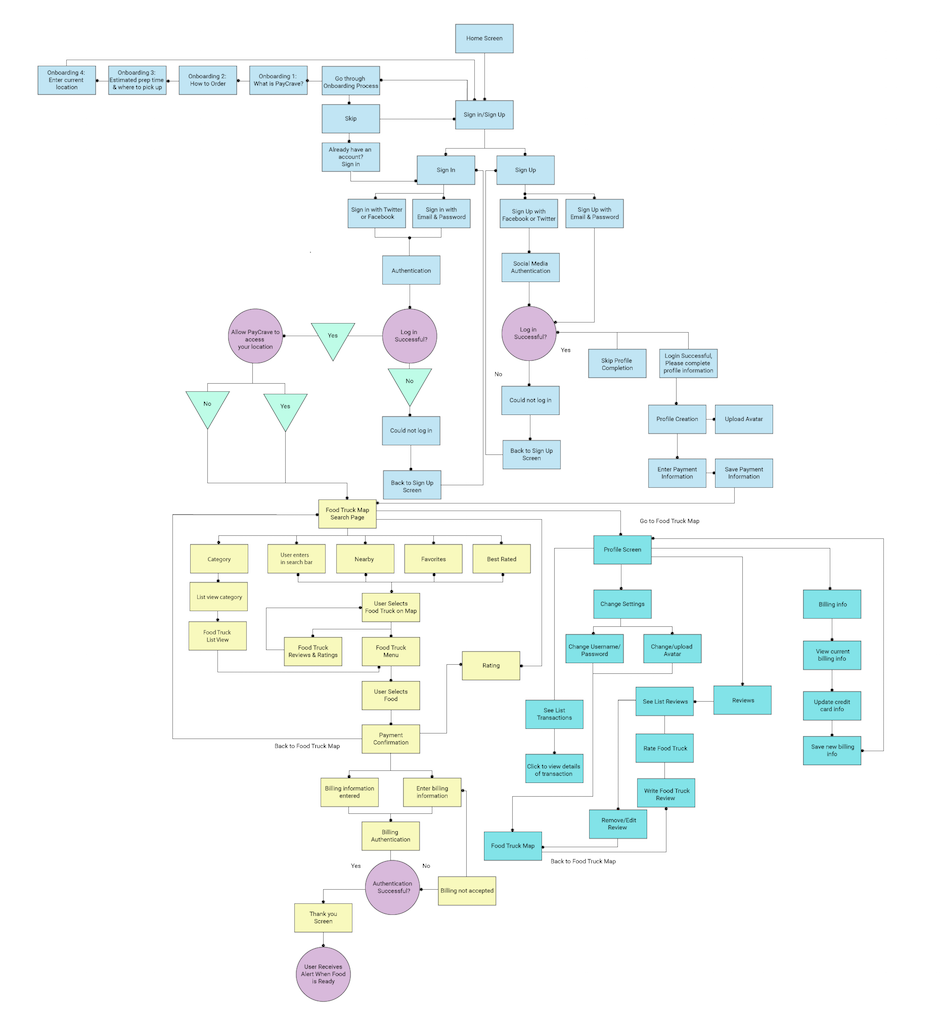 Home Screen
Onboarding 4:
Enter current
location
Onboarding 3:
Estimated prep time
& where to pick up
Onboarding 2:
How to Order
Onboarding 1:
What is PayCrave?
Go through
Onboarding Process
Skip
Sign in/Sign Up
Already have an
account?
Sign in
Sign In
Sign Up
Sign in with Twitter
or Facebook
Sign in with
Email & Password
Sign Up with
Facebook or Twitter
Sign Up with
Email & Password
Authentication
Social Media
Authentication
Allow PayCrave to
access
your location
Yes
Log in
Successful?
Log in
Successful?
Yes
Skip Profile
Completion
Login Successful,
Please complete
profile information
No
No
Could not log in
No
Yes
Profile Creation
Upload Avatar
Could not log in
Back to Sign Up
Screen
Enter Payment
Information
Save Payment
Information
Back to Sign Up
Screen
Food Truck Map
Search Page
Go to Food Truck Map
Category
User enters
in search bar
Nearby
Favorites
Best Rated
Profile Screen
List view category
User Selects
Food Truck on Map
Change Settings
Billing info
Food Truck
List View
Food Truck
Reviews & Ratings
Food Truck
Menu
Change Username/
Password
Change/upload
Avatar
View current
billing info
Rating
User Selects
Food
See List
Transactions
See List Reviews
Reviews
Update credit
card info
Payment
Confirmation
Back to Food Truck Map
Rate Food Truck
Save new billing
info
Click to view details
of transaction
Billing information
entered
Enter billing
information
Write Food Truck
Review
Billing
Authentication
Remove/Edit
Review
Food Truck Map
Back to Food Truck Map
Yes
No
Authentication
Successful?
Billing not accepted
Thank you
Screen
User Receives
Alert When Food
is Ready